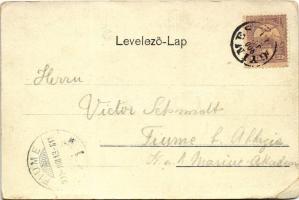 Levelező-Lap
Herrn
Victor Schmidt
Fiume b. Abbazia
K. u. k. Marine-Akademie
FIUME